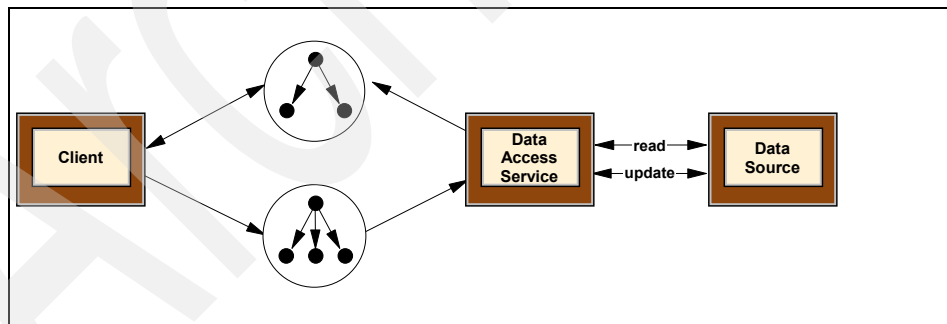 Client
Data
Access
Service
read
update
Data
Source